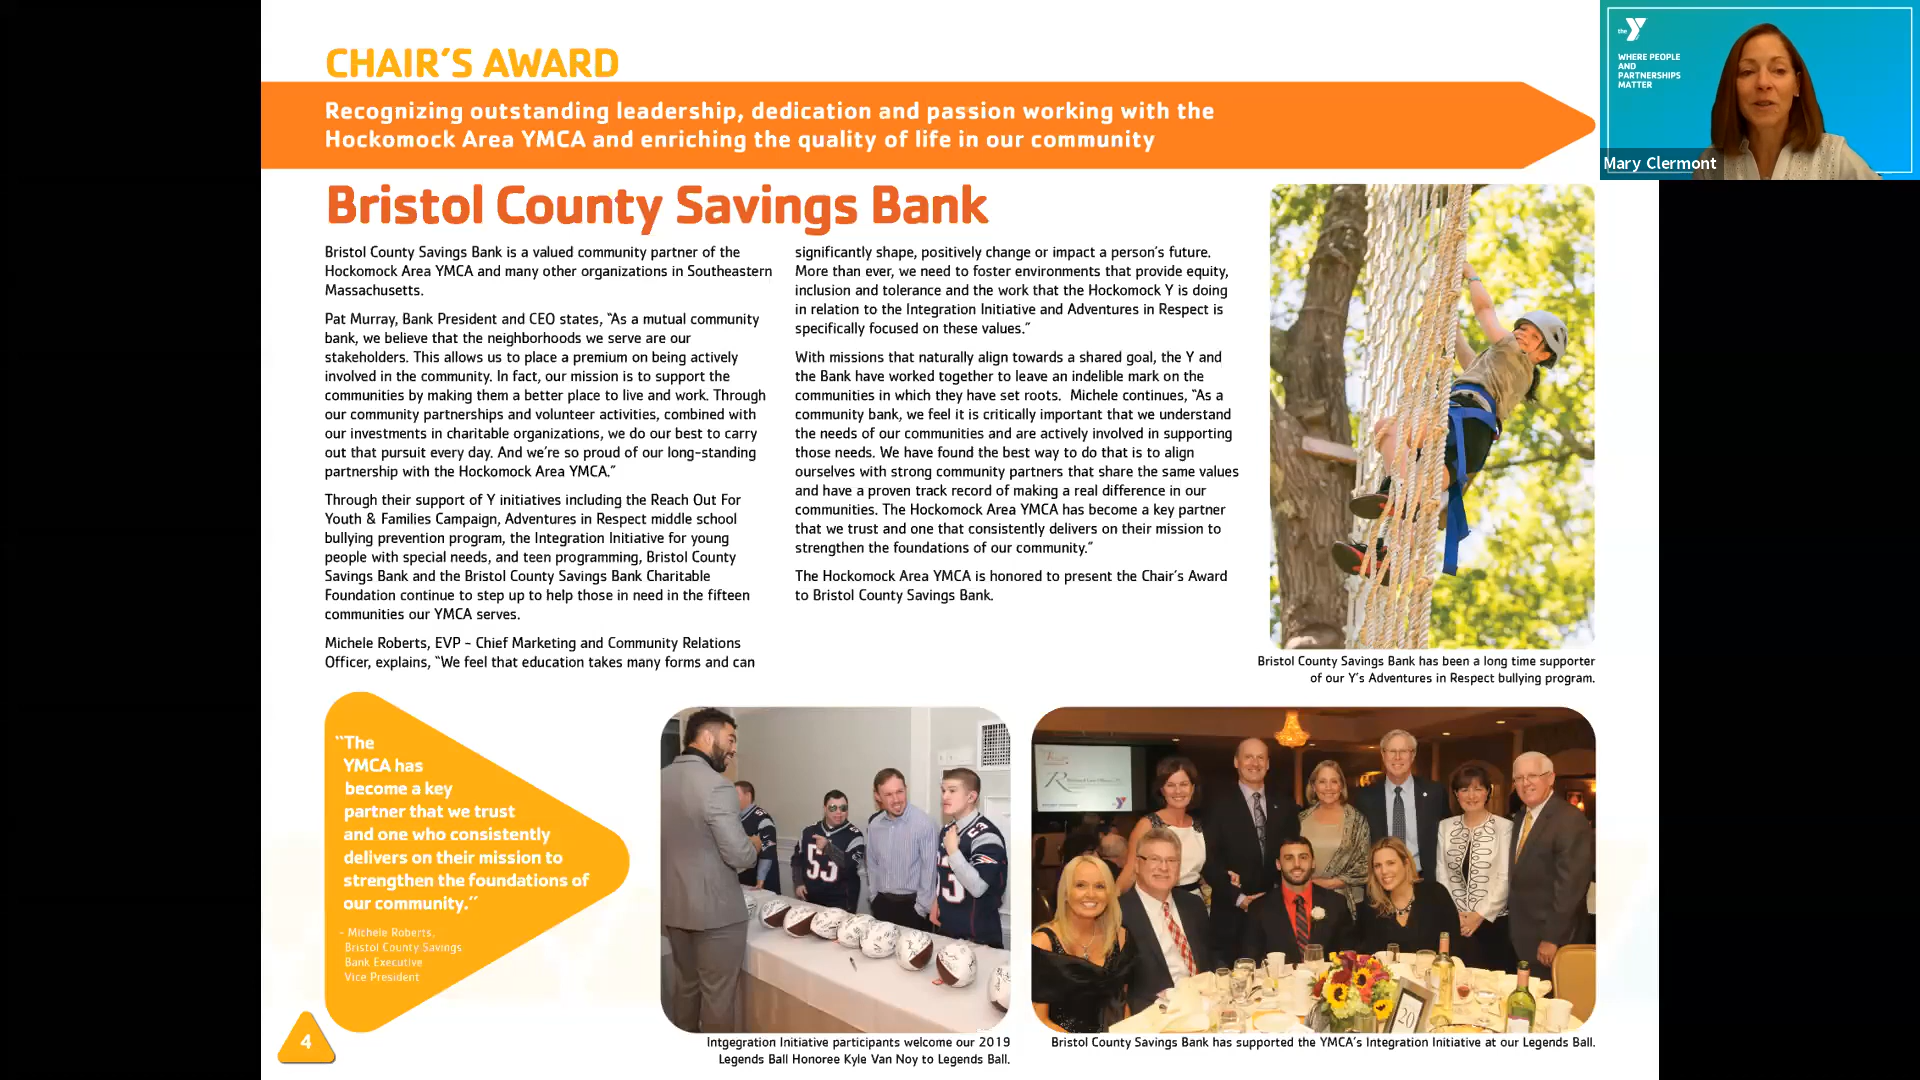 CHAIR'S AWARD
Recognizing outstanding leadership, dedication and passion working with the
Hockomock Area YMCA and enriching the quality of life in our community
the Y
WHERE PEOPLE
AND
PARTNERSHIPS
MATTER
Mary Clermont
Bristol County Savings Bank
Bristol County Savings Bank is a valued community partner of the
Hockomock Area YMCA and many other organizations in Southeastern
Massachusetts.
Pat Murray, Bank President and CEO states, “As a mutual community
bank, we believe that the neighborhoods we serve are our
stakeholders. This allows us to place a premium on being actively
involved in the community. In fact, our mission is to support the
communities by making them a better place to live and work. Through
our community partnerships and volunteer activities, combined with
our investments in charitable organizations, we do our best to carry
out that pursuit every day. And we're so proud of our long-standing
partnership with the Hockomock Area YMCA.”
Through their support of Y initiatives including the Reach Out For
Youth & Families Campaign, Adventures in Respect middle school
bullying prevention program, the Integration Initiative for young
people with special needs, and teen programming, Bristol County
Savings Bank and the Bristol County Savings Bank Charitable
Foundation continue to step up to help those in need in the fifteen
communities our YMCA serves.
Michele Roberts, EVP - Chief Marketing and Community Relations
Officer, explains, “We feel that education takes many forms and can
significantly shape, positively change or impact a person's future.
More than ever, we need to foster environments that provide equity,
inclusion and tolerance and the work that the Hockomock Y is doing
in relation to the Integration Initiative and Adventures in Respect is
specifically focused on these values.”
With missions that naturally align towards a shared goal, the Y and
the Bank have worked together to leave an indelible mark on the
communities in which they have set roots. Michele continues, “As a
community bank, we feel it is critically important that we understand
the needs of our communities and are actively involved in supporting
those needs. We have found the best way to do that is to align
ourselves with strong community partners that share the same values
and have a proven track record of making a real difference in our
communities. The Hockomock Area YMCA has become a key partner
that we trust and one that consistently delivers on their mission to
strengthen the foundations of our community.”
The Hockomock Area YMCA is honored to present the Chair's Award
to Bristol County Savings Bank.
Bristol County Savings Bank has been a long time supporter
of our Y's Adventures in Respect bullying program.
“The
YMCA has
become a key
partner that we trust
and one who consistently
delivers on their mission to
strengthen the foundations of
our community.”
- Michele Roberts,
Bristol County Savings
Bank Executive
Vice President
4
53
53
20
Intgegration Initiative participants welcome our 2019
Legends Ball Honoree Kyle Van Noy to Legends Ball.
Bristol County Savings Bank has supported the YMCA's Integration Initiative at our Legends Ball.